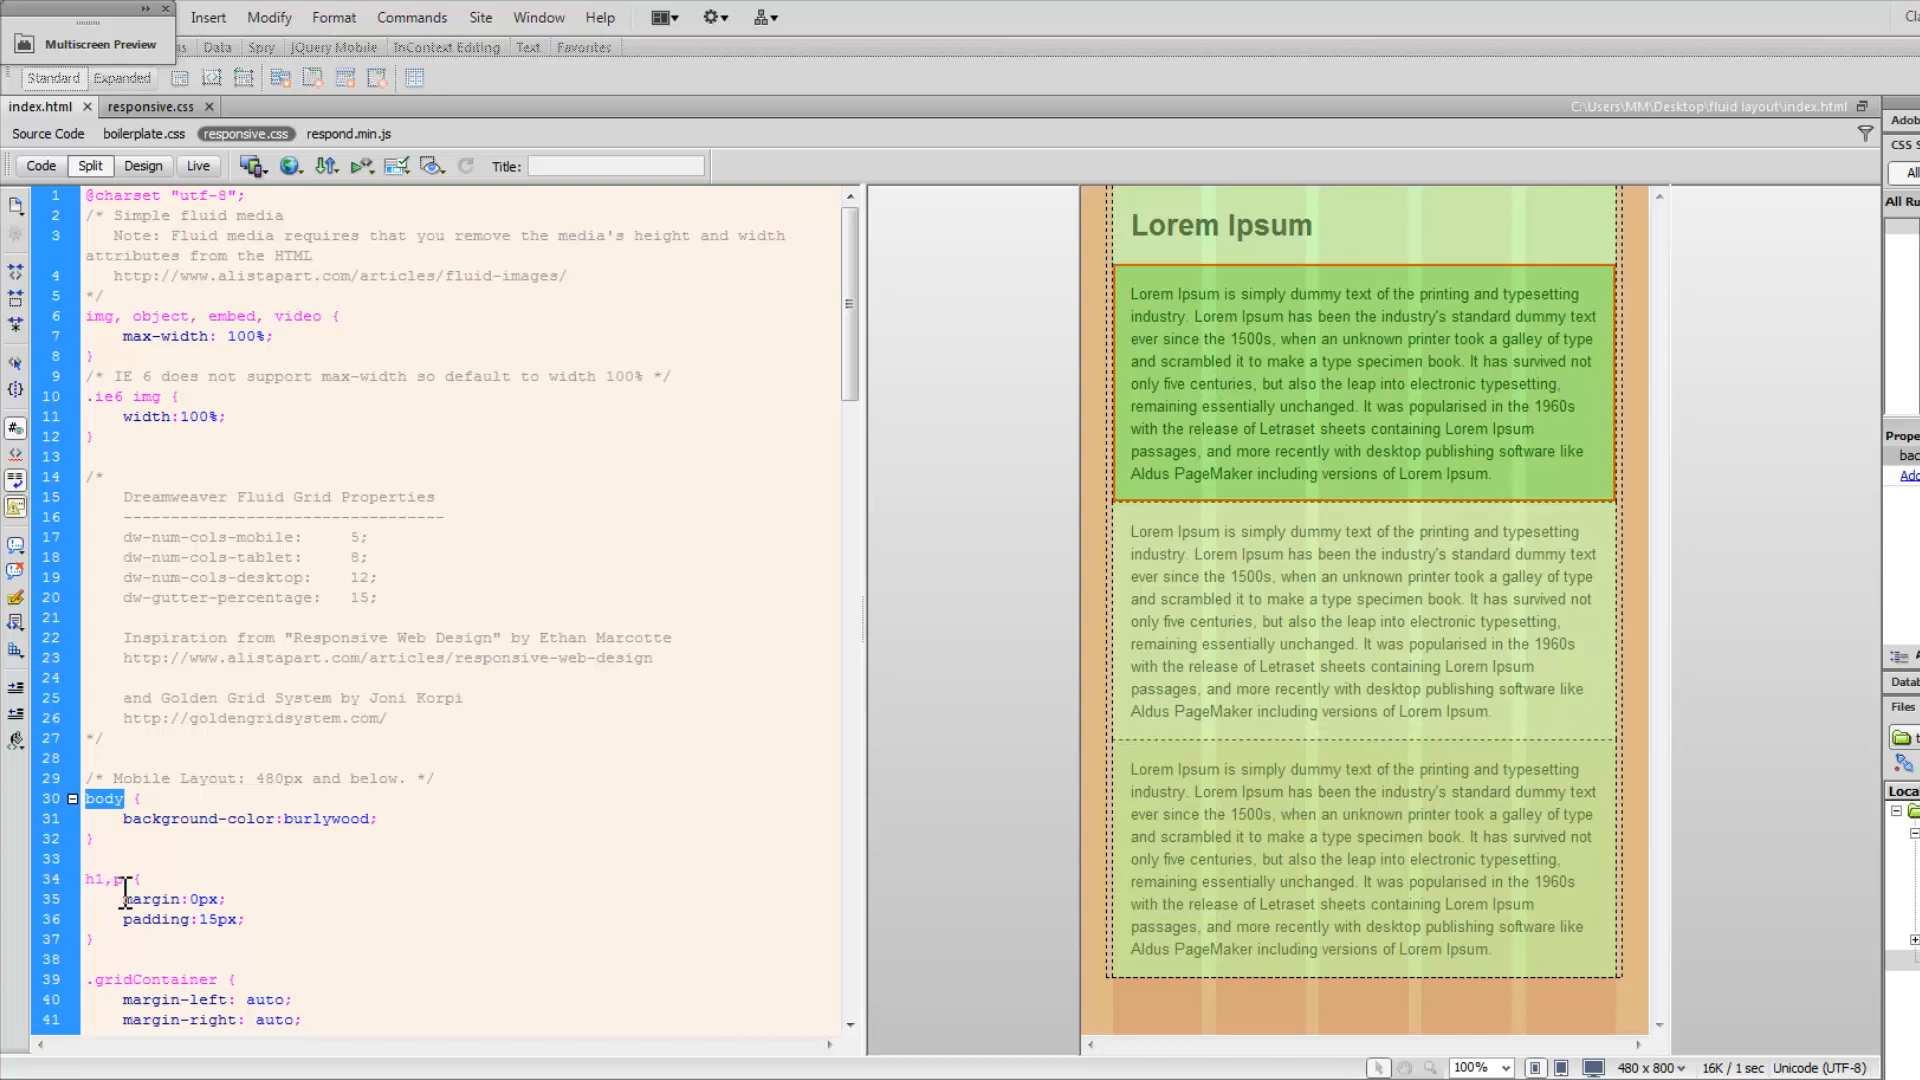 Insert Modify Format Commands Site Window Help
Multiscreen Preview
Data Spry jQuery Mobile InContext Editing Text Favorites
Standard Expanded
index.html responsive.css C:\Users\MM\Desktop\fluid layout\index.html
Source Code boilerplate.css responsive.css respond.min.js
Code Split Design Live Title:
1 @charset "utf-8";
2 /* Simple fluid media
3 Note: Fluid media requires that you remove the media's height and width
attributes from the HTML
4 http://www.alistapart.com/articles/fluid-images/
5 */
6 img, object, embed, video {
7 max-width: 100%;
8 }
9 /* IE 6 does not support max-width so default to width 100% */
10 .ie6 img {
11 width:100%;
12 }
13
14 /*
15 Dreamweaver Fluid Grid Properties
16 ----------------------------------
17 dw-num-cols-mobile: 5;
18 dw-num-cols-tablet: 8;
19 dw-num-cols-desktop: 12;
20 dw-gutter-percentage: 15;
21
22 Inspiration from "Responsive Web Design" by Ethan Marcotte
23 http://www.alistapart.com/articles/responsive-web-design
24
25 and Golden Grid System by Joni Korpi
26 http://goldengridsystem.com/
27 */
28
29 /* Mobile Layout: 480px and below. */
30 body {
31 background-color:burlywood;
32 }
33
34 h1,p {
35 margin:0px;
36 padding:15px;
37 }
38
39 .gridContainer {
40 margin-left: auto;
41 margin-right: auto;
Lorem Ipsum
Lorem Ipsum is simply dummy text of the printing and typesetting
industry. Lorem Ipsum has been the industry's standard dummy text
ever since the 1500s, when an unknown printer took a galley of type
and scrambled it to make a type specimen book. It has survived not
only five centuries, but also the leap into electronic typesetting,
remaining essentially unchanged. It was popularised in the 1960s
with the release of Letraset sheets containing Lorem Ipsum
passages, and more recently with desktop publishing software like
Aldus PageMaker including versions of Lorem Ipsum.
Lorem Ipsum is simply dummy text of the printing and typesetting
industry. Lorem Ipsum has been the industry's standard dummy text
ever since the 1500s, when an unknown printer took a galley of type
and scrambled it to make a type specimen book. It has survived not
only five centuries, but also the leap into electronic typesetting,
remaining essentially unchanged. It was popularised in the 1960s
with the release of Letraset sheets containing Lorem Ipsum
passages, and more recently with desktop publishing software like
Aldus PageMaker including versions of Lorem Ipsum.
Lorem Ipsum is simply dummy text of the printing and typesetting
industry. Lorem Ipsum has been the industry's standard dummy text
ever since the 1500s, when an unknown printer took a galley of type
and scrambled it to make a type specimen book. It has survived not
only five centuries, but also the leap into electronic typesetting,
remaining essentially unchanged. It was popularised in the 1960s
with the release of Letraset sheets containing Lorem Ipsum
passages, and more recently with desktop publishing software like
Aldus PageMaker including versions of Lorem Ipsum.
Adob
CSS S
All
All Ru
Prope
bac
Add
Datab
Files
Loca
100% 480 x 800 16K / 1 sec Unicode (UTF-8)